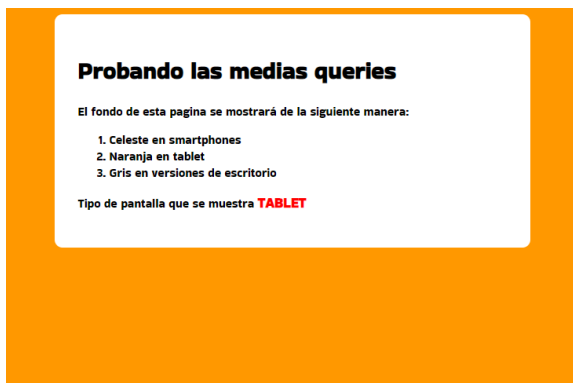 Probando las medias queries
El fondo de esta pagina se mostrará de la siguiente manera:
1. Celeste en smartphones
2. Naranja en tablet
3. Gris en versiones de escritorio
Tipo de pantalla que se muestra TABLET